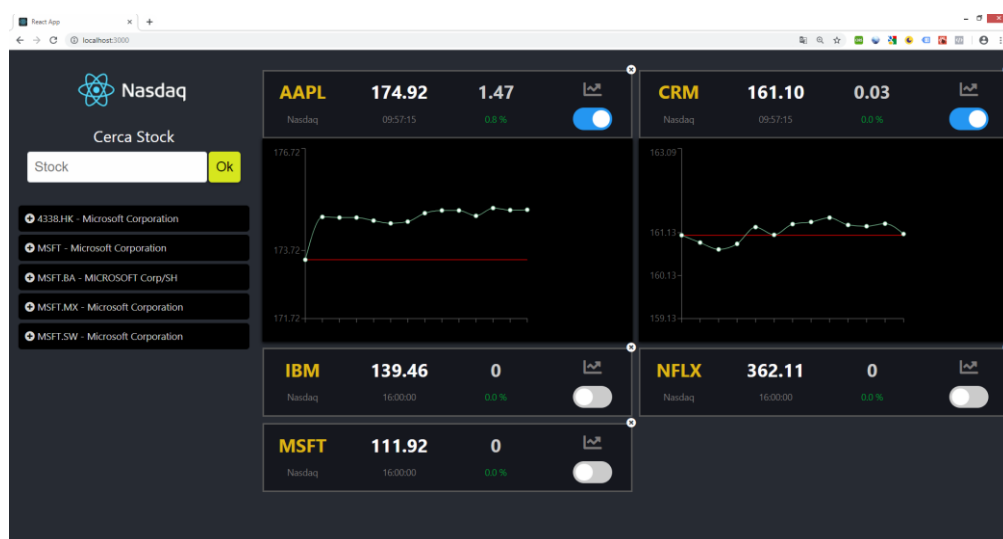 React App
localhost:3000
Nasdaq
Cerca Stock
Stock
Ok
4338.HK - Microsoft Corporation
MSFT - Microsoft Corporation
MSFT.BA - MICROSOFT Corp/SH
MSFT.MX - Microsoft Corporation
MSFT.SW - Microsoft Corporation
AAPL 174.92 1.47
Nasdaq 09:57:15 0.8 %
176.72
173.72
171.72
CRM 161.10 0.03
Nasdaq 09:57:15 0.0 %
163.09
161.13
160.13
159.13
IBM 139.46 0
Nasdaq 16:00:00 0.0 %
NFLX 362.11 0
Nasdaq 16:00:00 0.0 %
MSFT 111.92 0
Nasdaq 16:00:00 0.0 %